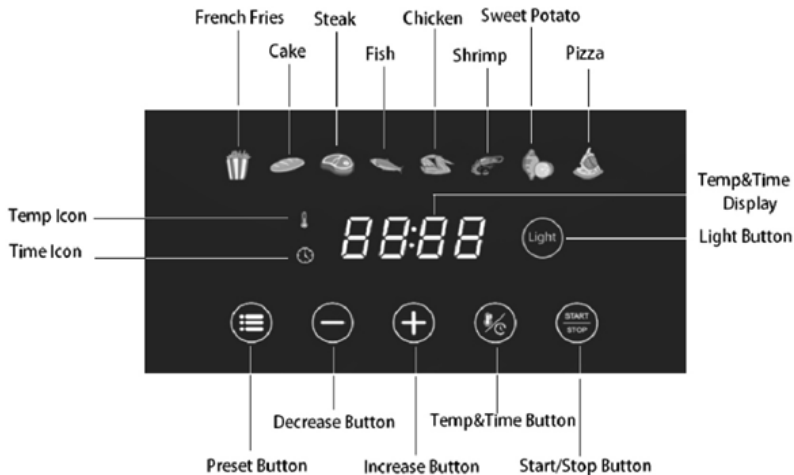 French Fries
Steak
Chicken
Sweet Potato
Cake
Fish
Shrimp
Pizza
Temp&Time
Display
Temp Icon
88:88
Light
Light Button
Time Icon
START
STOP
Decrease Button
Temp&Time Button
Preset Button
Increase Button
Start/Stop Button